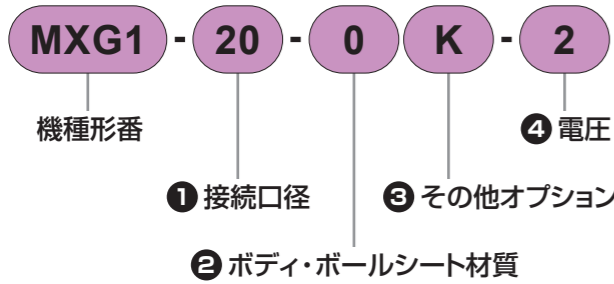 MXG1 - 20 - 0 K - 2
機種形番
❹ 電圧
❶ 接続口径
❸ その他オプション
❷ ボディ・ボールシート材質